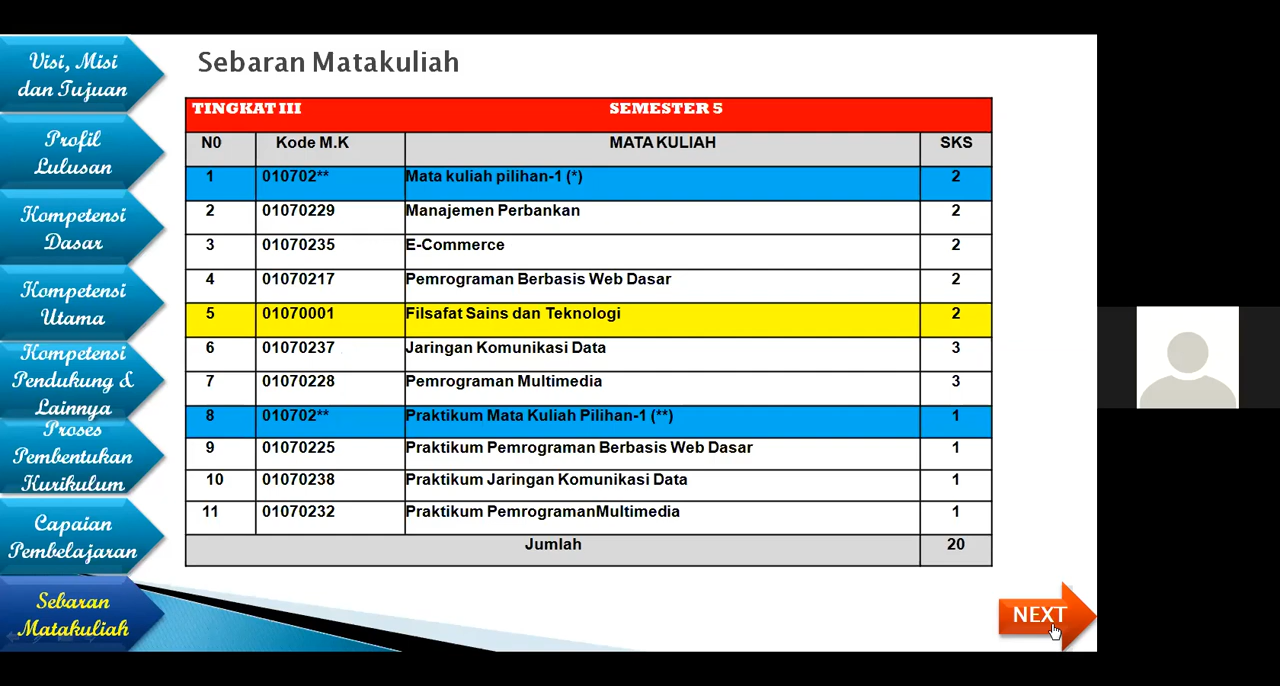 Visi, Misi
dan Tujuan
Profil
Lulusan
Kompetensi
Dasar
Kompetensi
Utama
Kompetensi
Pendukung &
Lainnya
Proses
Pembentukan
Kurikulum
Capaian
Pembelajaran
Sebaran
Matakuliah
Sebaran Matakuliah
TINGKAT III SEMESTER 5
N0 Kode M.K MATA KULIAH SKS
1 010702** Mata kuliah pilihan-1 (*) 2
2 01070229 Manajemen Perbankan 2
3 01070235 E-Commerce 2
4 01070217 Pemrograman Berbasis Web Dasar 2
5 01070001 Filsafat Sains dan Teknologi 2
6 01070237 Jaringan Komunikasi Data 3
7 01070228 Pemrograman Multimedia 3
8 010702** Praktikum Mata Kuliah Pilihan-1 (**) 1
9 01070225 Praktikum Pemrograman Berbasis Web Dasar 1
10 01070238 Praktikum Jaringan Komunikasi Data 1
11 01070232 Praktikum PemrogramanMultimedia 1
Jumlah 20
NEXT